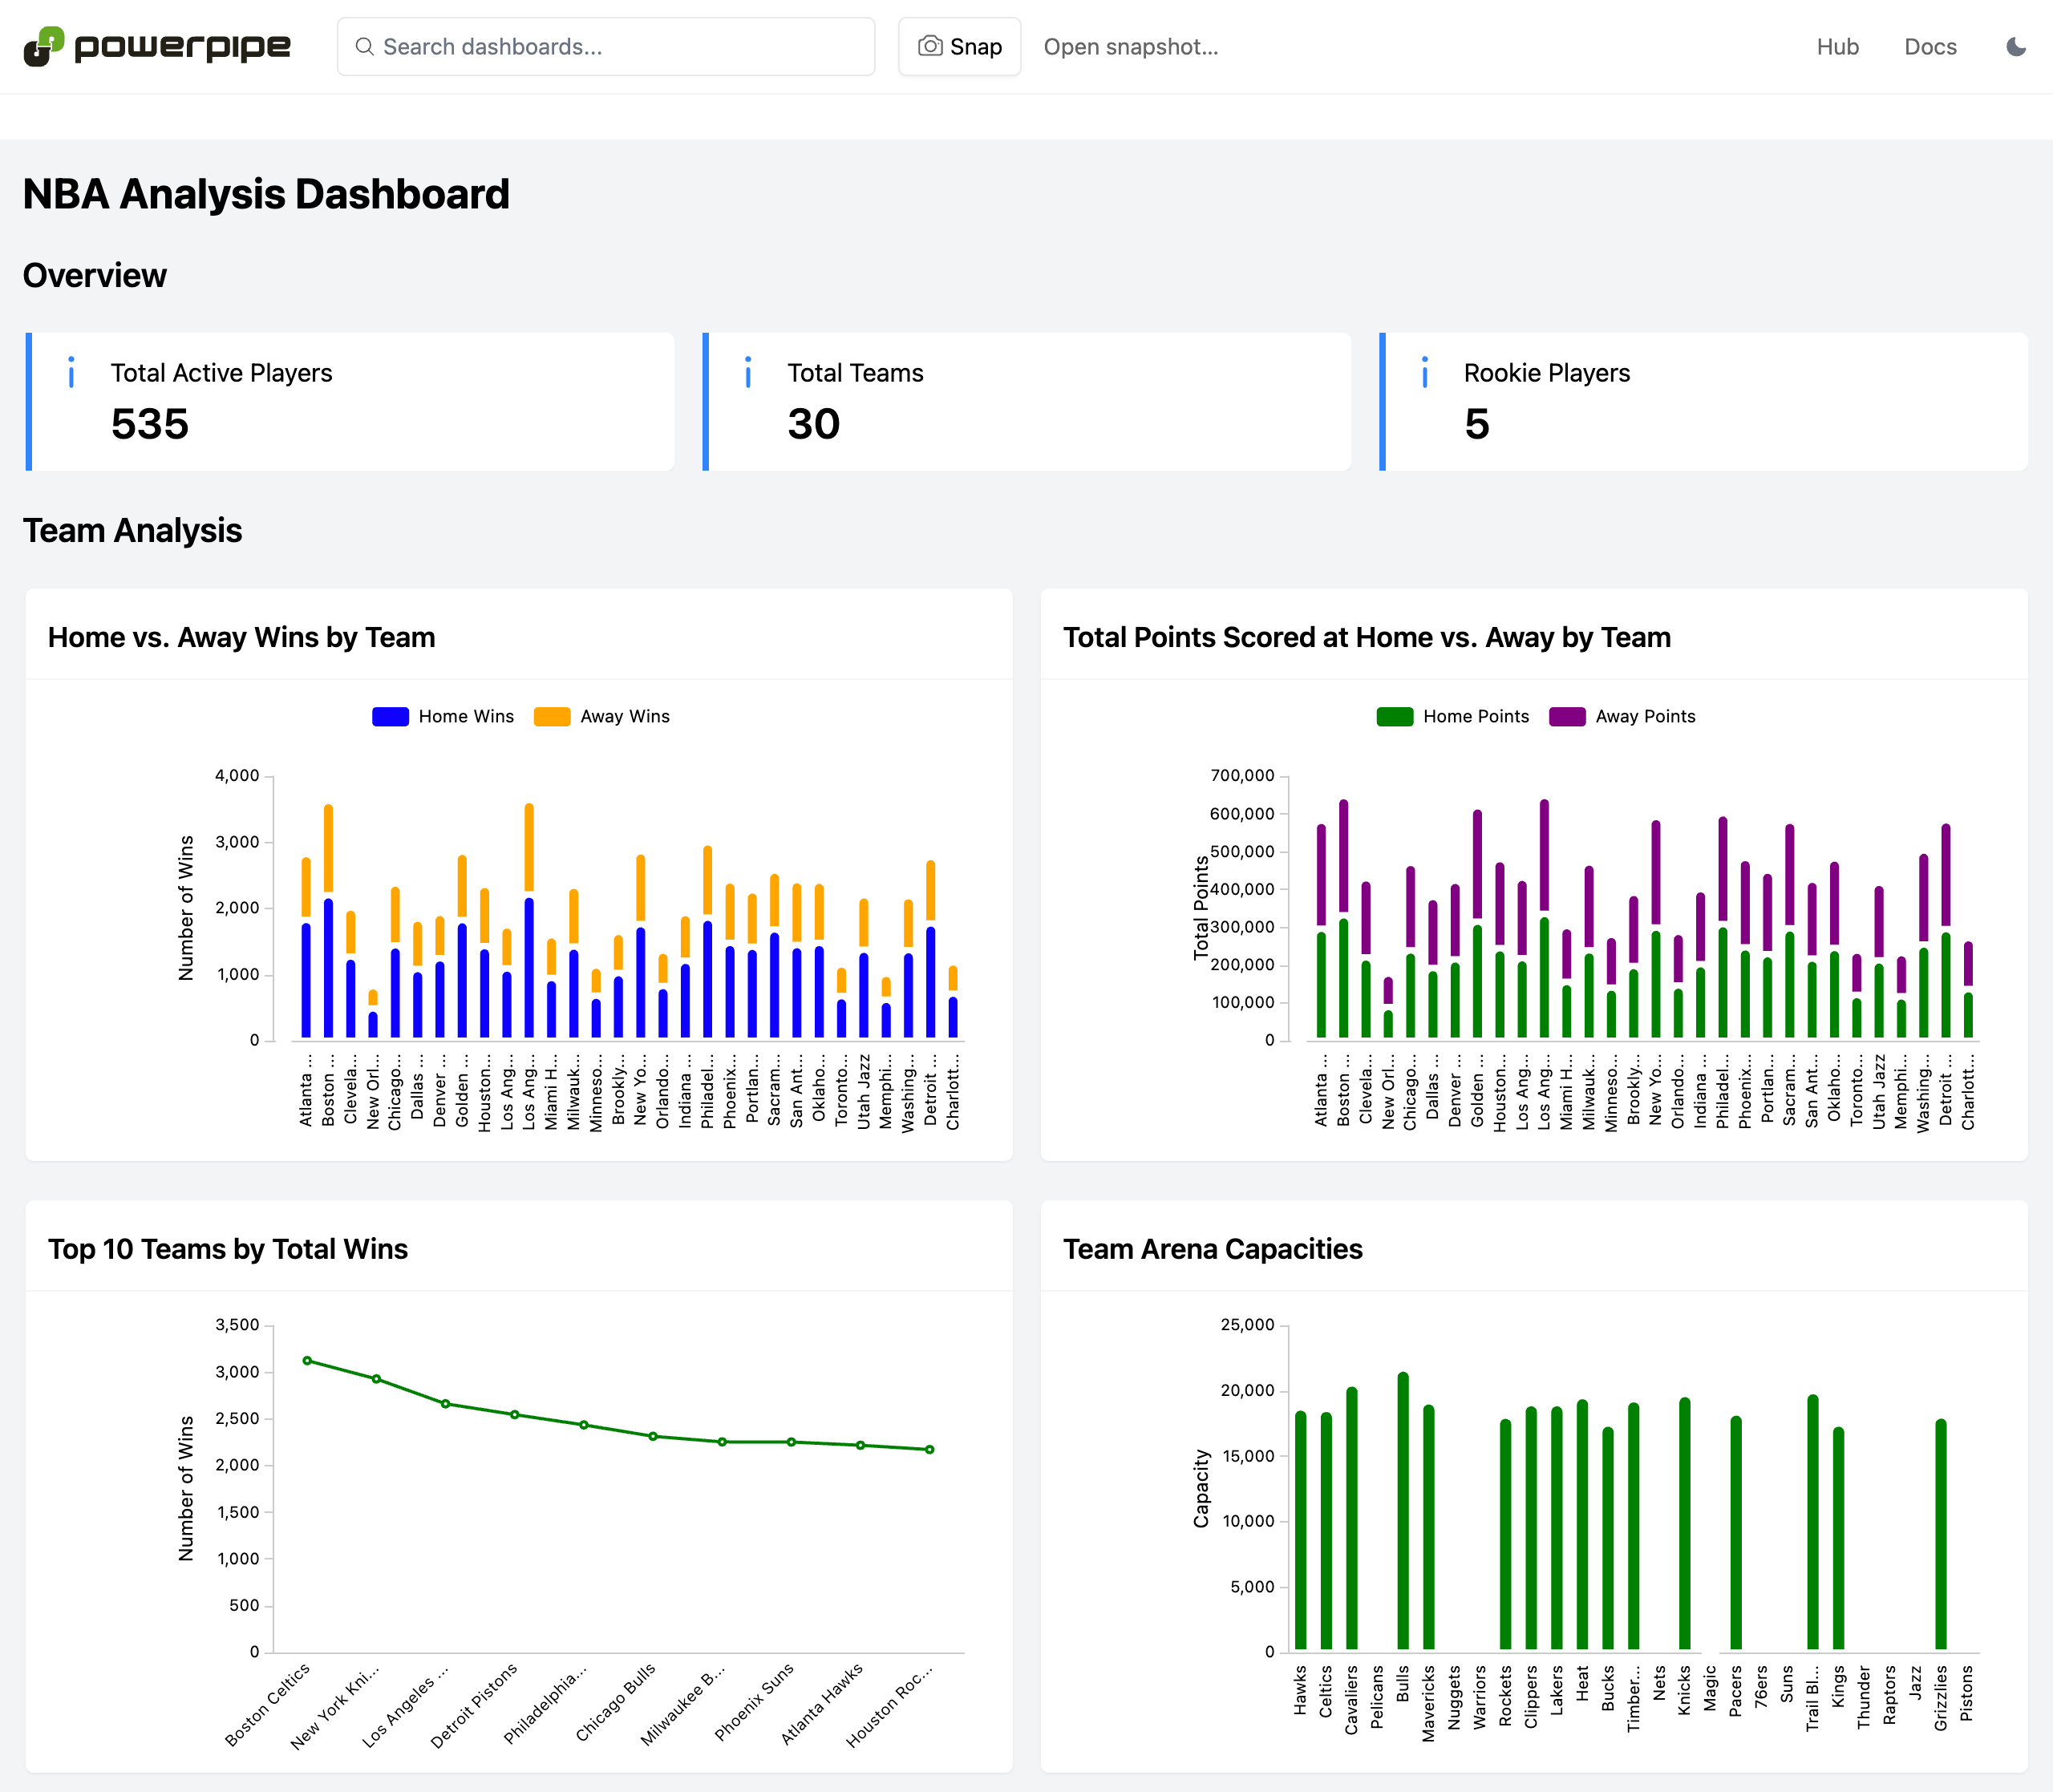 powerpipe
Search dashboards...
Snap
Open snapshot...
Hub
Docs
NBA Analysis Dashboard
Overview
Total Active Players
535
Total Teams
30
Rookie Players
5
Team Analysis
Home vs. Away Wins by Team
Home Wins
Away Wins
Number of Wins
4,000
3,000
2,000
1,000
0
Atlanta ...
Boston ...
Clevela...
New Orl...
Chicago...
Dallas ...
Denver ...
Golden ...
Houston...
Los Ang...
Los Ang...
Miami H...
Milwauk...
Minneso...
Brookly...
New Yo...
Orlando...
Indiana ...
Philadel...
Phoenix...
Portlan...
Sacram...
San Ant...
Oklaho...
Toronto...
Utah Jazz
Memphi...
Washing...
Detroit ...
Charlott...
Total Points Scored at Home vs. Away by Team
Home Points
Away Points
Total Points
700,000
600,000
500,000
400,000
300,000
200,000
100,000
0
Atlanta ...
Boston ...
Clevela...
New Orl...
Chicago...
Dallas ...
Denver ...
Golden ...
Houston...
Los Ang...
Los Ang...
Miami H...
Milwauk...
Minneso...
Brookly...
New Yo...
Orlando...
Indiana ...
Philadel...
Phoenix...
Portlan...
Sacram...
San Ant...
Oklaho...
Toronto...
Utah Jazz
Memphi...
Washing...
Detroit ...
Charlott...
Top 10 Teams by Total Wins
Number of Wins
3,500
3,000
2,500
2,000
1,500
1,000
500
0
Boston Celtics
New York Kni...
Los Angeles ...
Detroit Pistons
Philadelphia...
Chicago Bulls
Milwaukee B...
Phoenix Suns
Atlanta Hawks
Houston Roc...
Team Arena Capacities
Capacity
25,000
20,000
15,000
10,000
5,000
0
Hawks
Celtics
Cavaliers
Pelicans
Bulls
Mavericks
Nuggets
Warriors
Rockets
Clippers
Lakers
Heat
Bucks
Timber...
Nets
Knicks
Magic
Pacers
76ers
Suns
Trail Bl...
Kings
Thunder
Raptors
Jazz
Grizzlies
Pistons